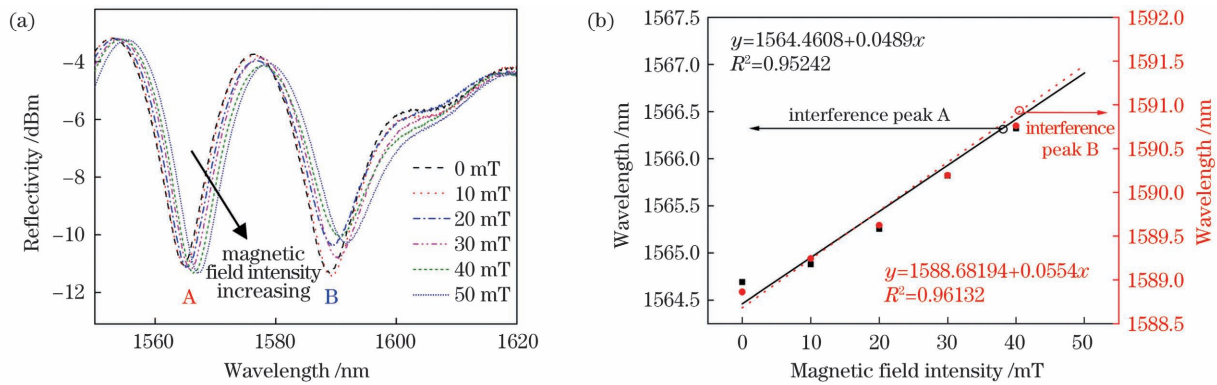 (a)
−4
−6
−8
−10
−12
Reflectivity /dBm
1560
1580
1600
1620
Wavelength /nm
magnetic
field intensity
increasing
A
B
0 mT
10 mT
20 mT
30 mT
40 mT
50 mT
(b)
1567.5
1567.0
1566.5
1566.0
1565.5
1565.0
1564.5
Wavelength /nm
y=1564.4608+0.0489x
R²=0.95242
interference peak A
interference
peak B
y=1588.68194+0.0554x
R²=0.96132
1592.0
1591.5
1591.0
1590.5
1590.0
1589.5
1589.0
1588.5
Wavelength/nm
0
10
20
30
40
50
Magnetic field intensity /mT